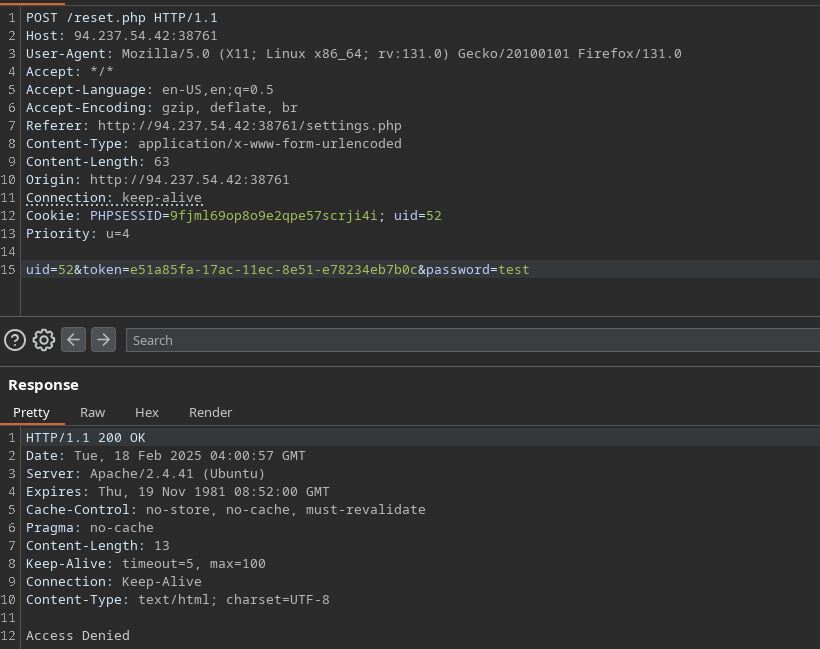 1 POST /reset.php HTTP/1.1
2 Host: 94.237.54.42:38761
3 User-Agent: Mozilla/5.0 (X11; Linux x86_64; rv:131.0) Gecko/20100101 Firefox/131.0
4 Accept: */*
5 Accept-Language: en-US,en;q=0.5
6 Accept-Encoding: gzip, deflate, br
7 Referer: http://94.237.54.42:38761/settings.php
8 Content-Type: application/x-www-form-urlencoded
9 Content-Length: 63
10 Origin: http://94.237.54.42:38761
11 Connection: keep-alive
12 Cookie: PHPSESSID=9fjml69op8o9e2qpe57scrji4i; uid=52
13 Priority: u=4
14
15 uid=52&token=e51a85fa-17ac-11ec-8e51-e78234eb7b0c&password=test
? Search
Response
Pretty Raw Hex Render
1 HTTP/1.1 200 OK
2 Date: Tue, 18 Feb 2025 04:00:57 GMT
3 Server: Apache/2.4.41 (Ubuntu)
4 Expires: Thu, 19 Nov 1981 08:52:00 GMT
5 Cache-Control: no-store, no-cache, must-revalidate
6 Pragma: no-cache
7 Content-Length: 13
8 Keep-Alive: timeout=5, max=100
9 Connection: Keep-Alive
10 Content-Type: text/html; charset=UTF-8
11
12 Access Denied